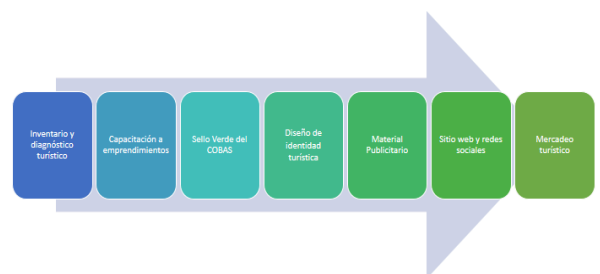 Inventario y
diagnóstico
turístico
Capacitación a
emprendimientos
Sello Verde del
COBAS
Diseño de
identidad
turística
Material
Publicitario
Sitio web y redes
sociales
Mercadeo
turístico